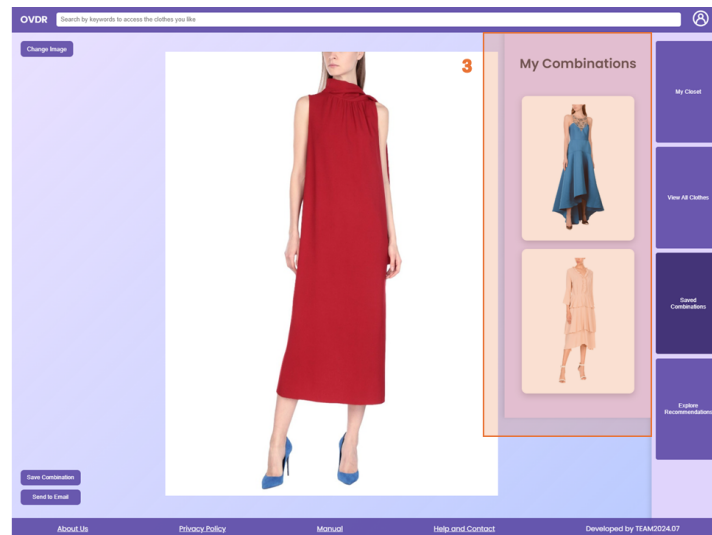 OVDR
Search by keywords to access the clothes you like
Change Image
3
My Combinations
My Closet
View All Clothes
Saved
Combinations
Explore
Recommendations
Save Combination
Send to Email
About Us
Privacy Policy
Manual
Help and Contact
Developed by TEAM2024.07